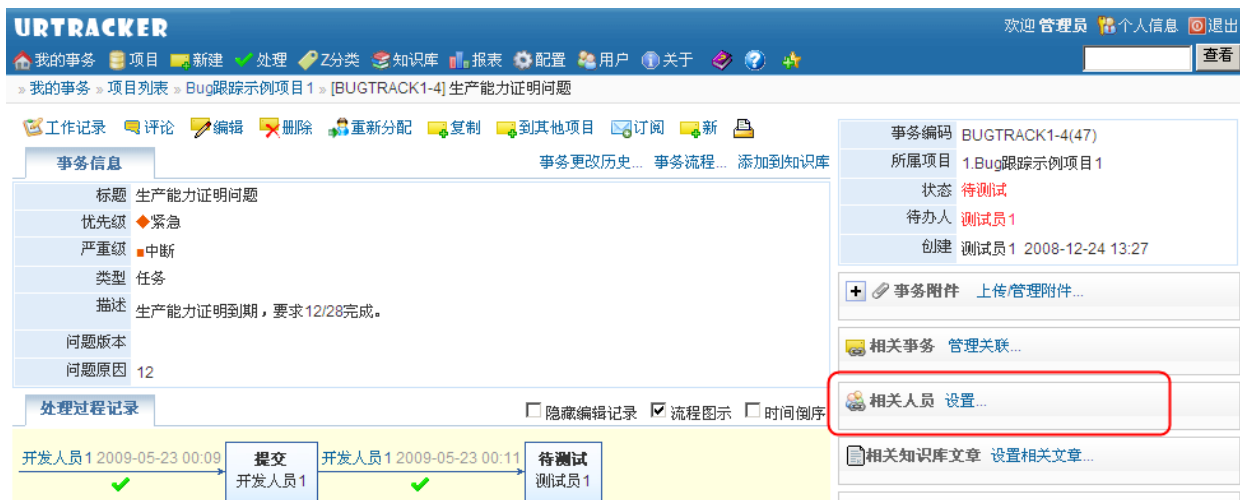 URTRACKER
欢迎 管理员 个人信息 退出
我的事务 项目 新建 处理 Z分类 知识库 报表 配置 用户 关于 查看
» 我的事务 » 项目列表 » Bug跟踪示例项目1 » [BUGTRACK1-4] 生产能力证明问题
工作记录 评论 编辑 删除 重新分配 复制 到其他项目 订阅 新
事务信息 事务更改历史... 事务流程... 添加到知识库
标题 生产能力证明问题
优先级 紧急
严重级 中断
类型 任务
描述 生产能力证明到期，要求12/28完成。
问题版本
问题原因 12
处理过程记录 隐藏编辑记录 流程图示 时间倒序
开发人员1 2009-05-23 00:09 提交 开发人员1 2009-05-23 00:11 待测试
开发人员1 测试员1
事务编码 BUGTRACK1-4(47)
所属项目 1.Bug跟踪示例项目1
状态 待测试
待办人 测试员1
创建 测试员1 2008-12-24 13:27
事务附件 上传/管理附件...
相关事务 管理关联...
相关人员 设置...
相关知识库文章 设置相关文章...